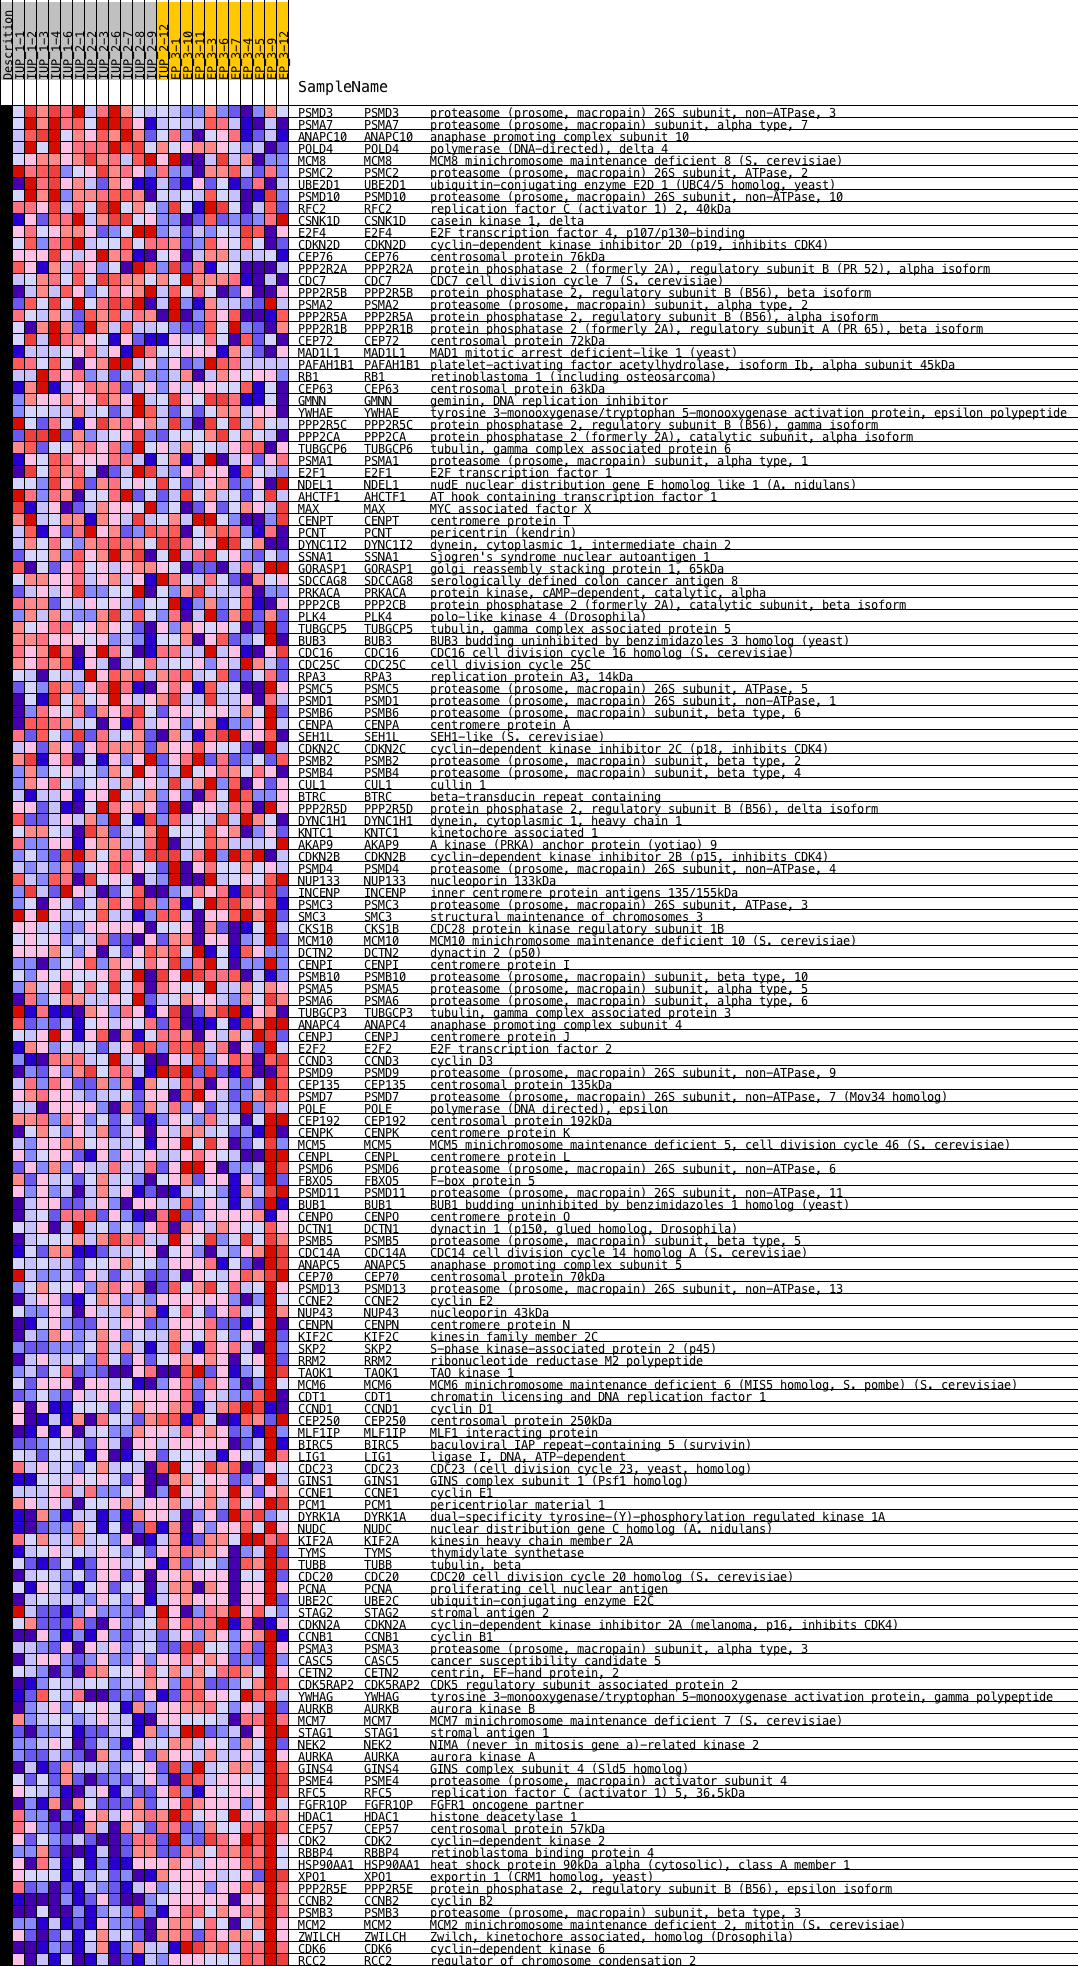 Descrition
IUP_1-1
IUP_1-2
IUP_1-3
IUP_1-4
IUP_1-6
IUP_2-1
IUP_2-2
IUP_2-3
IUP_2-6
IUP_2-7
IUP_2-8
IUP_2-9
IUP_2-12
EP_3-1
EP_3-10
EP_3-11
EP_3-3
EP_3-6
EP_3-7
EP_3-4
EP_3-5
EP_3-9
EP_3-12
SampleName
PSMD3 PSMD3 proteasome (prosome, macropain) 26S subunit, non-ATPase, 3
PSMA7 PSMA7 proteasome (prosome, macropain) subunit, alpha type, 7
ANAPC10 ANAPC10 anaphase promoting complex subunit 10
POLD4 POLD4 polymerase (DNA-directed), delta 4
MCM8 MCM8 MCM8 minichromosome maintenance deficient 8 (S. cerevisiae)
PSMC2 PSMC2 proteasome (prosome, macropain) 26S subunit, ATPase, 2
UBE2D1 UBE2D1 ubiquitin-conjugating enzyme E2D 1 (UBC4/5 homolog, yeast)
PSMD10 PSMD10 proteasome (prosome, macropain) 26S subunit, non-ATPase, 10
RFC2 RFC2 replication factor C (activator 1) 2, 40kDa
CSNK1D CSNK1D casein kinase 1, delta
E2F4 E2F4 E2F transcription factor 4, p107/p130-binding
CDKN2D CDKN2D cyclin-dependent kinase inhibitor 2D (p19, inhibits CDK4)
CEP76 CEP76 centrosomal protein 76kDa
PPP2R2A PPP2R2A protein phosphatase 2 (formerly 2A), regulatory subunit B (PR 52), alpha isoform
CDC7 CDC7 CDC7 cell division cycle 7 (S. cerevisiae)
PPP2R5B PPP2R5B protein phosphatase 2, regulatory subunit B (B56), beta isoform
PSMA2 PSMA2 proteasome (prosome, macropain) subunit, alpha type, 2
PPP2R5A PPP2R5A protein phosphatase 2, regulatory subunit B (B56), alpha isoform
PPP2R1B PPP2R1B protein phosphatase 2 (formerly 2A), regulatory subunit A (PR 65), beta isoform
CEP72 CEP72 centrosomal protein 72kDa
MAD1L1 MAD1L1 MAD1 mitotic arrest deficient-like 1 (yeast)
PAFAH1B1 PAFAH1B1 platelet-activating factor acetylhydrolase, isoform Ib, alpha subunit 45kDa
RB1 RB1 retinoblastoma 1 (including osteosarcoma)
CEP63 CEP63 centrosomal protein 63kDa
GMNN GMNN geminin, DNA replication inhibitor
YWHAE YWHAE tyrosine 3-monooxygenase/tryptophan 5-monooxygenase activation protein, epsilon polypeptide
PPP2R5C PPP2R5C protein phosphatase 2, regulatory subunit B (B56), gamma isoform
PPP2CA PPP2CA protein phosphatase 2 (formerly 2A), catalytic subunit, alpha isoform
TUBGCP6 TUBGCP6 tubulin, gamma complex associated protein 6
PSMA1 PSMA1 proteasome (prosome, macropain) subunit, alpha type, 1
E2F1 E2F1 E2F transcription factor 1
NDEL1 NDEL1 nudE nuclear distribution gene E homolog like 1 (A. nidulans)
AHCTF1 AHCTF1 AT hook containing transcription factor 1
MAX MAX MYC associated factor X
CENPT CENPT centromere protein T
PCNT PCNT pericentrin (kendrin)
DYNC1I2 DYNC1I2 dynein, cytoplasmic 1, intermediate chain 2
SSNA1 SSNA1 Sjogren's syndrome nuclear autoantigen 1
GORASP1 GORASP1 golgi reassembly stacking protein 1, 65kDa
SDCCAG8 SDCCAG8 serologically defined colon cancer antigen 8
PRKACA PRKACA protein kinase, cAMP-dependent, catalytic, alpha
PPP2CB PPP2CB protein phosphatase 2 (formerly 2A), catalytic subunit, beta isoform
PLK4 PLK4 polo-like kinase 4 (Drosophila)
TUBGCP5 TUBGCP5 tubulin, gamma complex associated protein 5
BUB3 BUB3 BUB3 budding uninhibited by benzimidazoles 3 homolog (yeast)
CDC16 CDC16 CDC16 cell division cycle 16 homolog (S. cerevisiae)
CDC25C CDC25C cell division cycle 25C
RPA3 RPA3 replication protein A3, 14kDa
PSMC5 PSMC5 proteasome (prosome, macropain) 26S subunit, ATPase, 5
PSMD1 PSMD1 proteasome (prosome, macropain) 26S subunit, non-ATPase, 1
PSMB6 PSMB6 proteasome (prosome, macropain) subunit, beta type, 6
CENPA CENPA centromere protein A
SEH1L SEH1L SEH1-like (S. cerevisiae)
CDKN2C CDKN2C cyclin-dependent kinase inhibitor 2C (p18, inhibits CDK4)
PSMB2 PSMB2 proteasome (prosome, macropain) subunit, beta type, 2
PSMB4 PSMB4 proteasome (prosome, macropain) subunit, beta type, 4
CUL1 CUL1 cullin 1
BTRC BTRC beta-transducin repeat containing
PPP2R5D PPP2R5D protein phosphatase 2, regulatory subunit B (B56), delta isoform
DYNC1H1 DYNC1H1 dynein, cytoplasmic 1, heavy chain 1
KNTC1 KNTC1 kinetochore associated 1
AKAP9 AKAP9 A kinase (PRKA) anchor protein (yotiao) 9
CDKN2B CDKN2B cyclin-dependent kinase inhibitor 2B (p15, inhibits CDK4)
PSMD4 PSMD4 proteasome (prosome, macropain) 26S subunit, non-ATPase, 4
NUP133 NUP133 nucleoporin 133kDa
INCENP INCENP inner centromere protein antigens 135/155kDa
PSMC3 PSMC3 proteasome (prosome, macropain) 26S subunit, ATPase, 3
SMC3 SMC3 structural maintenance of chromosomes 3
CKS1B CKS1B CDC28 protein kinase regulatory subunit 1B
MCM10 MCM10 MCM10 minichromosome maintenance deficient 10 (S. cerevisiae)
DCTN2 DCTN2 dynactin 2 (p50)
CENPI CENPI centromere protein I
PSMB10 PSMB10 proteasome (prosome, macropain) subunit, beta type, 10
PSMA5 PSMA5 proteasome (prosome, macropain) subunit, alpha type, 5
PSMA6 PSMA6 proteasome (prosome, macropain) subunit, alpha type, 6
TUBGCP3 TUBGCP3 tubulin, gamma complex associated protein 3
ANAPC4 ANAPC4 anaphase promoting complex subunit 4
CENPJ CENPJ centromere protein J
E2F2 E2F2 E2F transcription factor 2
CCND3 CCND3 cyclin D3
PSMD9 PSMD9 proteasome (prosome, macropain) 26S subunit, non-ATPase, 9
CEP135 CEP135 centrosomal protein 135kDa
PSMD7 PSMD7 proteasome (prosome, macropain) 26S subunit, non-ATPase, 7 (Mov34 homolog)
POLE POLE polymerase (DNA directed), epsilon
CEP192 CEP192 centrosomal protein 192kDa
CENPK CENPK centromere protein K
MCM5 MCM5 MCM5 minichromosome maintenance deficient 5, cell division cycle 46 (S. cerevisiae)
CENPL CENPL centromere protein L
PSMD6 PSMD6 proteasome (prosome, macropain) 26S subunit, non-ATPase, 6
FBXO5 FBXO5 F-box protein 5
PSMD11 PSMD11 proteasome (prosome, macropain) 26S subunit, non-ATPase, 11
BUB1 BUB1 BUB1 budding uninhibited by benzimidazoles 1 homolog (yeast)
CENPO CENPO centromere protein O
DCTN1 DCTN1 dynactin 1 (p150, glued homolog, Drosophila)
PSMB5 PSMB5 proteasome (prosome, macropain) subunit, beta type, 5
CDC14A CDC14A CDC14 cell division cycle 14 homolog A (S. cerevisiae)
ANAPC5 ANAPC5 anaphase promoting complex subunit 5
CEP70 CEP70 centrosomal protein 70kDa
PSMD13 PSMD13 proteasome (prosome, macropain) 26S subunit, non-ATPase, 13
CCNE2 CCNE2 cyclin E2
NUP43 NUP43 nucleoporin 43kDa
CENPN CENPN centromere protein N
KIF2C KIF2C kinesin family member 2C
SKP2 SKP2 S-phase kinase-associated protein 2 (p45)
RRM2 RRM2 ribonucleotide reductase M2 polypeptide
TAOK1 TAOK1 TAO kinase 1
MCM6 MCM6 MCM6 minichromosome maintenance deficient 6 (MIS5 homolog, S. pombe) (S. cerevisiae)
CDT1 CDT1 chromatin licensing and DNA replication factor 1
CCND1 CCND1 cyclin D1
CEP250 CEP250 centrosomal protein 250kDa
MLF1IP MLF1IP MLF1 interacting protein
BIRC5 BIRC5 baculoviral IAP repeat-containing 5 (survivin)
LIG1 LIG1 ligase I, DNA, ATP-dependent
CDC23 CDC23 CDC23 (cell division cycle 23, yeast, homolog)
GINS1 GINS1 GINS complex subunit 1 (Psf1 homolog)
CCNE1 CCNE1 cyclin E1
PCM1 PCM1 pericentriolar material 1
DYRK1A DYRK1A dual-specificity tyrosine-(Y)-phosphorylation regulated kinase 1A
NUDC NUDC nuclear distribution gene C homolog (A. nidulans)
KIF2A KIF2A kinesin heavy chain member 2A
TYMS TYMS thymidylate synthetase
TUBB TUBB tubulin, beta
CDC20 CDC20 CDC20 cell division cycle 20 homolog (S. cerevisiae)
PCNA PCNA proliferating cell nuclear antigen
UBE2C UBE2C ubiquitin-conjugating enzyme E2C
STAG2 STAG2 stromal antigen 2
CDKN2A CDKN2A cyclin-dependent kinase inhibitor 2A (melanoma, p16, inhibits CDK4)
CCNB1 CCNB1 cyclin B1
PSMA3 PSMA3 proteasome (prosome, macropain) subunit, alpha type, 3
CASC5 CASC5 cancer susceptibility candidate 5
CETN2 CETN2 centrin, EF-hand protein, 2
CDK5RAP2 CDK5RAP2 CDK5 regulatory subunit associated protein 2
YWHAG YWHAG tyrosine 3-monooxygenase/tryptophan 5-monooxygenase activation protein, gamma polypeptide
AURKB AURKB aurora kinase B
MCM7 MCM7 MCM7 minichromosome maintenance deficient 7 (S. cerevisiae)
STAG1 STAG1 stromal antigen 1
NEK2 NEK2 NIMA (never in mitosis gene a)-related kinase 2
AURKA AURKA aurora kinase A
GINS4 GINS4 GINS complex subunit 4 (Sld5 homolog)
PSME4 PSME4 proteasome (prosome, macropain) activator subunit 4
RFC5 RFC5 replication factor C (activator 1) 5, 36.5kDa
FGFR1OP FGFR1OP FGFR1 oncogene partner
HDAC1 HDAC1 histone deacetylase 1
CEP57 CEP57 centrosomal protein 57kDa
CDK2 CDK2 cyclin-dependent kinase 2
RBBP4 RBBP4 retinoblastoma binding protein 4
HSP90AA1 HSP90AA1 heat shock protein 90kDa alpha (cytosolic), class A member 1
XPO1 XPO1 exportin 1 (CRM1 homolog, yeast)
PPP2R5E PPP2R5E protein phosphatase 2, regulatory subunit B (B56), epsilon isoform
CCNB2 CCNB2 cyclin B2
PSMB3 PSMB3 proteasome (prosome, macropain) subunit, beta type, 3
MCM2 MCM2 MCM2 minichromosome maintenance deficient 2, mitotin (S. cerevisiae)
ZWILCH ZWILCH Zwilch, kinetochore associated, homolog (Drosophila)
CDK6 CDK6 cyclin-dependent kinase 6
RCC2 RCC2 regulator of chromosome condensation 2